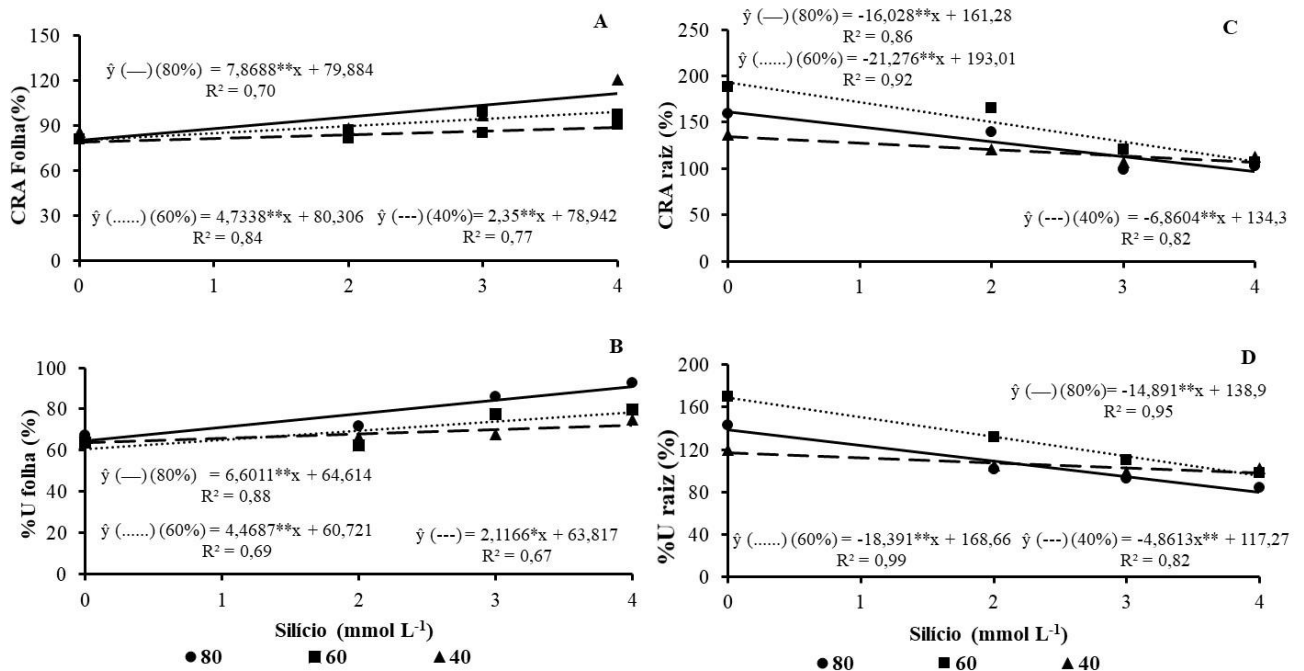 A
150
120
90
60
30
0
CRA Folha(%)
ŷ (—) (80%) = 7,8688**x + 79,884
R² = 0,70
ŷ (......) (60%) = 4,7338**x + 80,306
R² = 0,84
ŷ (---) (40%) = 2,35**x + 78,942
R² = 0,77
0 1 2 3 4
C
250
200
150
100
50
0
CRA raiz (%)
ŷ (—) (80%) = -16,028**x + 161,28
R² = 0,86
ŷ (......) (60%) = -21,276**x + 193,01
R² = 0,92
ŷ (---) (40%) = -6,8604**x + 134,3
R² = 0,82
0 1 2 3 4
B
100
80
60
40
20
0
%U folha (%)
ŷ (—) (80%) = 6,6011**x + 64,614
R² = 0,88
ŷ (......) (60%) = 4,4687**x + 60,721
R² = 0,69
ŷ (---) = 2,1166*x + 63,817
R² = 0,67
0 1 2 3 4
Silício (mmol L⁻¹)
D
200
160
120
80
40
0
%U raiz (%)
ŷ (—) (80%)= -14,891**x + 138,9
R² = 0,95
ŷ (......) (60%) = -18,391**x + 168,66
R² = 0,99
ŷ (---) (40%) = -4,8613x** + 117,27
R² = 0,82
0 1 2 3 4
Silício (mmol L⁻¹)
80 60 40
80 60 40